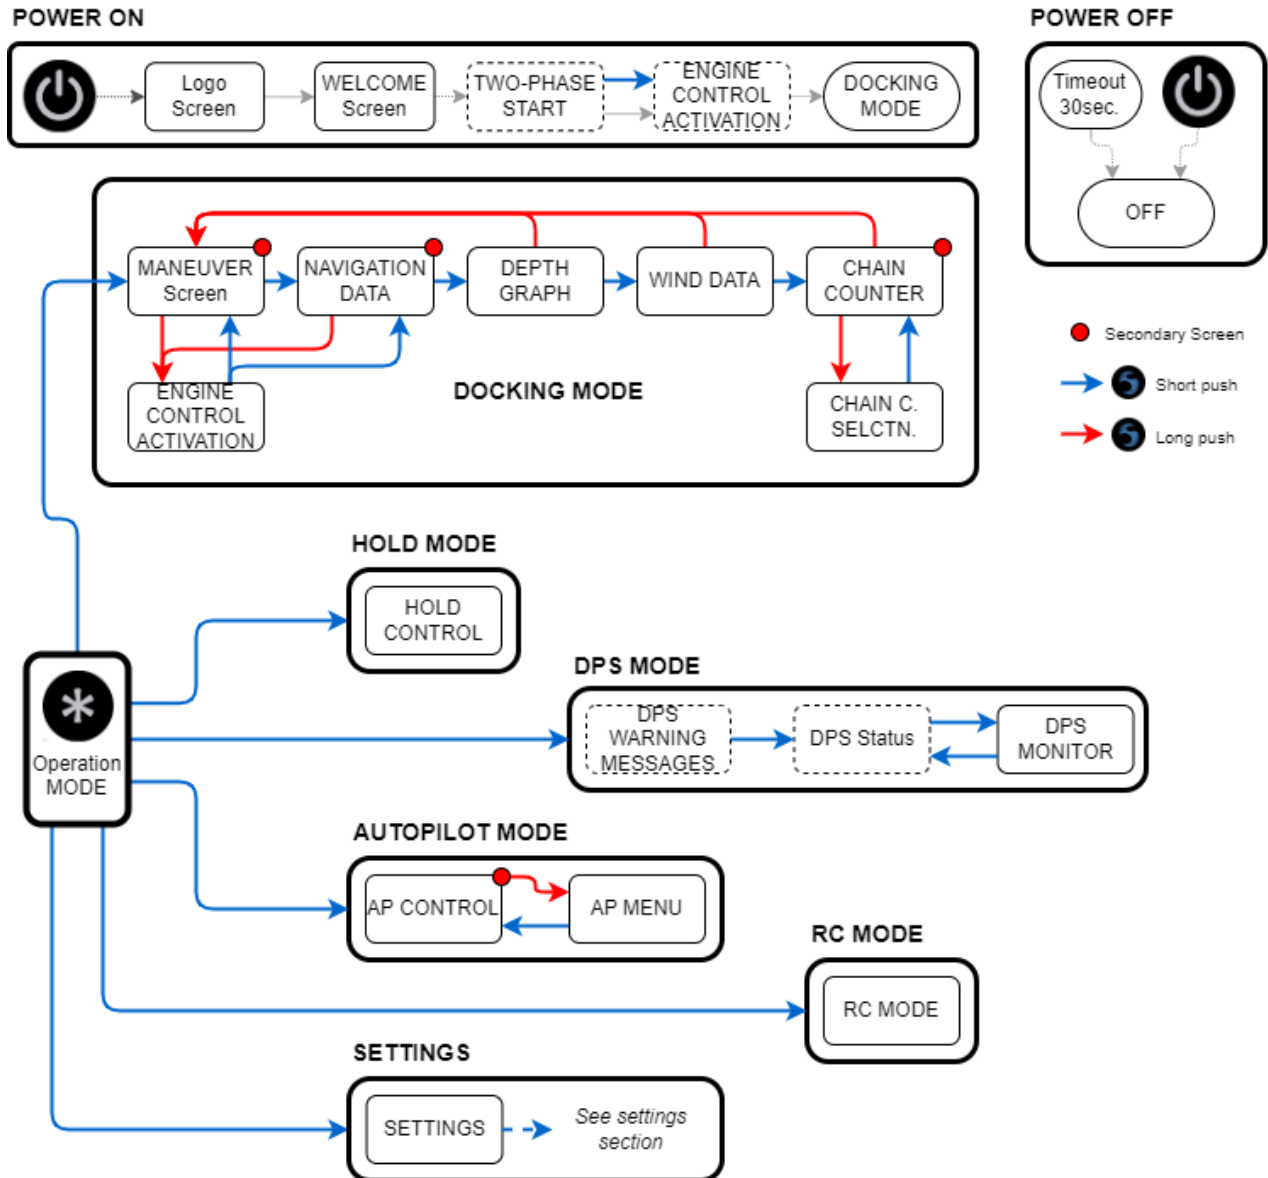 POWER ON
POWER OFF
Logo
Screen
WELCOME
Screen
TWO-PHASE
START
ENGINE
CONTROL
ACTIVATION
DOCKING
MODE
Timeout
30sec.
OFF
MANEUVER
Screen
NAVIGATION
DATA
DEPTH
GRAPH
WIND DATA
CHAIN
COUNTER
ENGINE
CONTROL
ACTIVATION
DOCKING MODE
CHAIN C.
SELCTN.
Secondary Screen
Short push
Long push
HOLD MODE
HOLD
CONTROL
DPS MODE
DPS
WARNING
MESSAGES
DPS Status
DPS
MONITOR
Operation
MODE
AUTOPILOT MODE
AP CONTROL
AP MENU
RC MODE
RC MODE
SETTINGS
SETTINGS
See settings
section